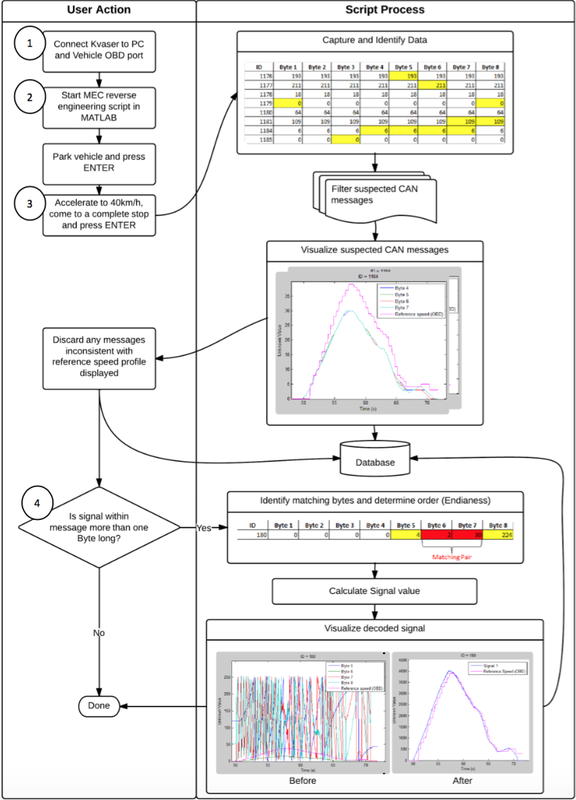 User Action
Script Process
1
Connect Kvaser to PC
and Vehicle OBD port
2
Start MEC reverse
engineering script in
MATLAB
Park vehicle and press
ENTER
3
Accelerate to 40km/h,
come to a complete stop
and press ENTER
Capture and Identify Data
ID Byte 1 Byte 2 Byte 3 Byte 4 Byte 5 Byte 6 Byte 7 Byte 8
1176 193 193 193 193 193 193 193 193
1177 211 211 211 211 211 211 211 211
1178 18 18 18 18 18 18 18 18
1179 0 0 0 0 0 0 0 0
1180 64 64 64 64 64 64 64 64
1181 109 109 109 109 109 109 109 109
1184 6 6 6 6 6 6 6 6
1185 0 0 0 0 0 0 0 0
Filter suspected CAN
messages
Visualize suspected CAN messages
Byte 4
Byte 5
Byte 6
Byte 7
Reference speed (OBD)
Unknown Value
Time (s)
Discard any messages
inconsistent with
reference speed profile
displayed
Database
4
Is signal within
message more than one
Byte long?
Yes
No
Done
Identify matching bytes and determine order (Endianess)
ID Byte 1 Byte 2 Byte 3 Byte 4 Byte 5 Byte 6 Byte 7 Byte 8
180 0 0 0 0 4 224
Matching Pair
Calculate Signal value
Visualize decoded signal
ID = 180
Byte 5
Byte 6
Byte 7
Byte 8
Reference speed (OBD)
Unknown Value
Time (s)
Before
ID = 180
Signal 1
Reference Speed (OBD)
Unknown Value
Time (s)
After